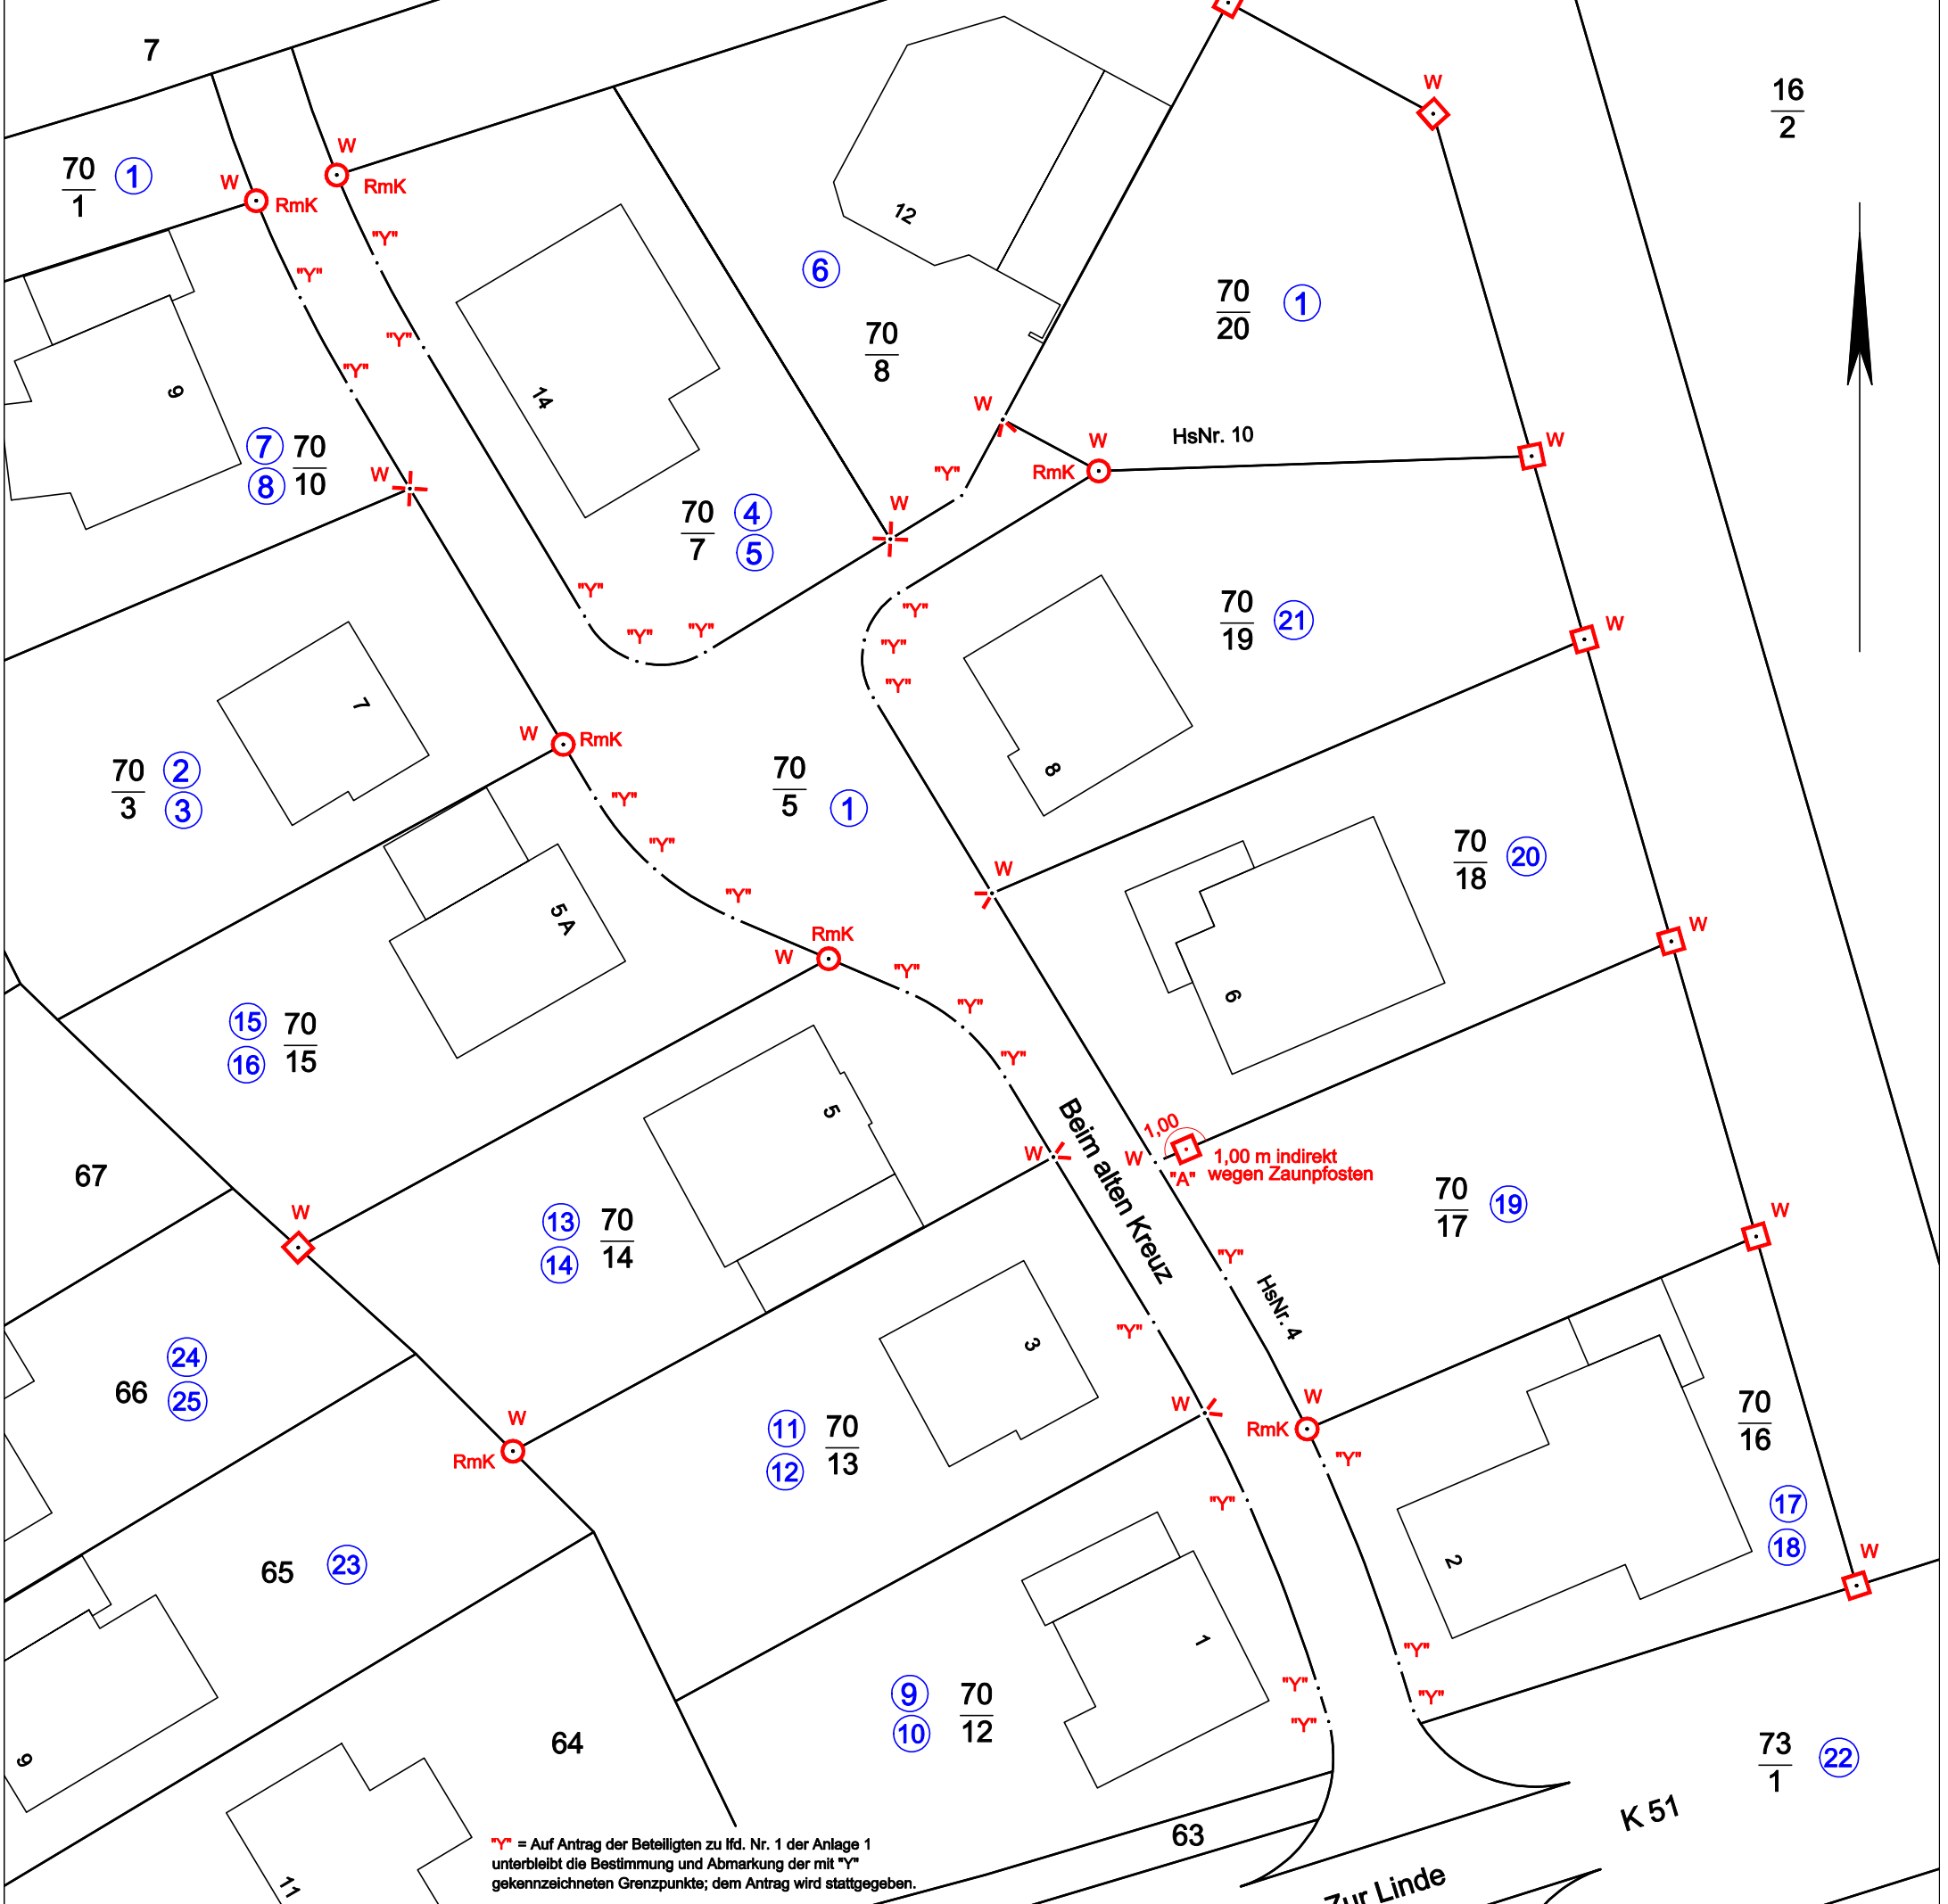 7
16
2
W
70
1
1
W
RmK
W
RmK
"Y"
"Y"
"Y"
"Y"
9
7
8
70
10
W
14
12
6
70
8
70
20
1
W
W
RmK
HsNr. 10
W
"Y"
W
70
7
4
5
"Y"
"Y"
"Y"
"Y"
"Y"
"Y"
70
19
21
W
7
70
3
2
3
W
RmK
"Y"
"Y"
"Y"
70
5
1
8
W
70
18
20
W
6
5 A
RmK
W
"Y"
"Y"
"Y"
15
16
70
15
5
W
Beim alten Kreuz
1,00
W
"A"
1,00 m indirekt
wegen Zaunpfosten
70
17
19
W
67
W
13
14
70
14
"Y"
HsNr. 4
"Y"
3
66
24
25
W
RmK
11
12
70
13
W
W
RmK
"Y"
"Y"
70
16
17
18
2
W
65
23
1
9
10
70
12
"Y"
"Y"
"Y"
"Y"
64
9
11
73
1
22
K 51
63
Zur Linde
"Y" = Auf Antrag der Beteiligten zu lfd. Nr. 1 der Anlage 1
unterbleibt die Bestimmung und Abmarkung der mit "Y"
gekennzeichneten Grenzpunkte; dem Antrag wird stattgegeben.